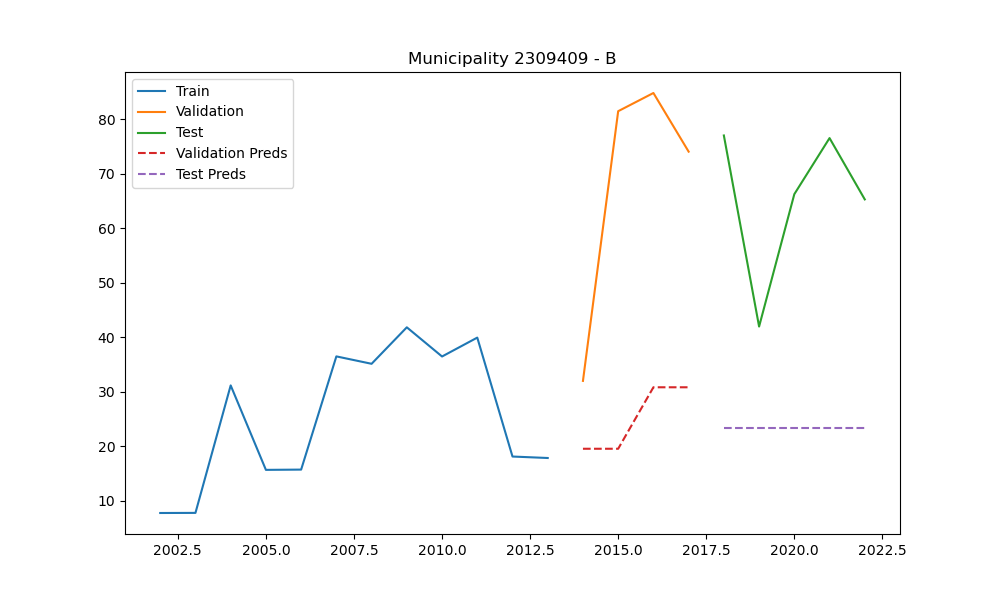 Municipality 2309409 - B
Train
Validation
Test
Validation Preds
Test Preds
80
70
60
50
40
30
20
10
2002.5 2005.0 2007.5 2010.0 2012.5 2015.0 2017.5 2020.0 2022.5